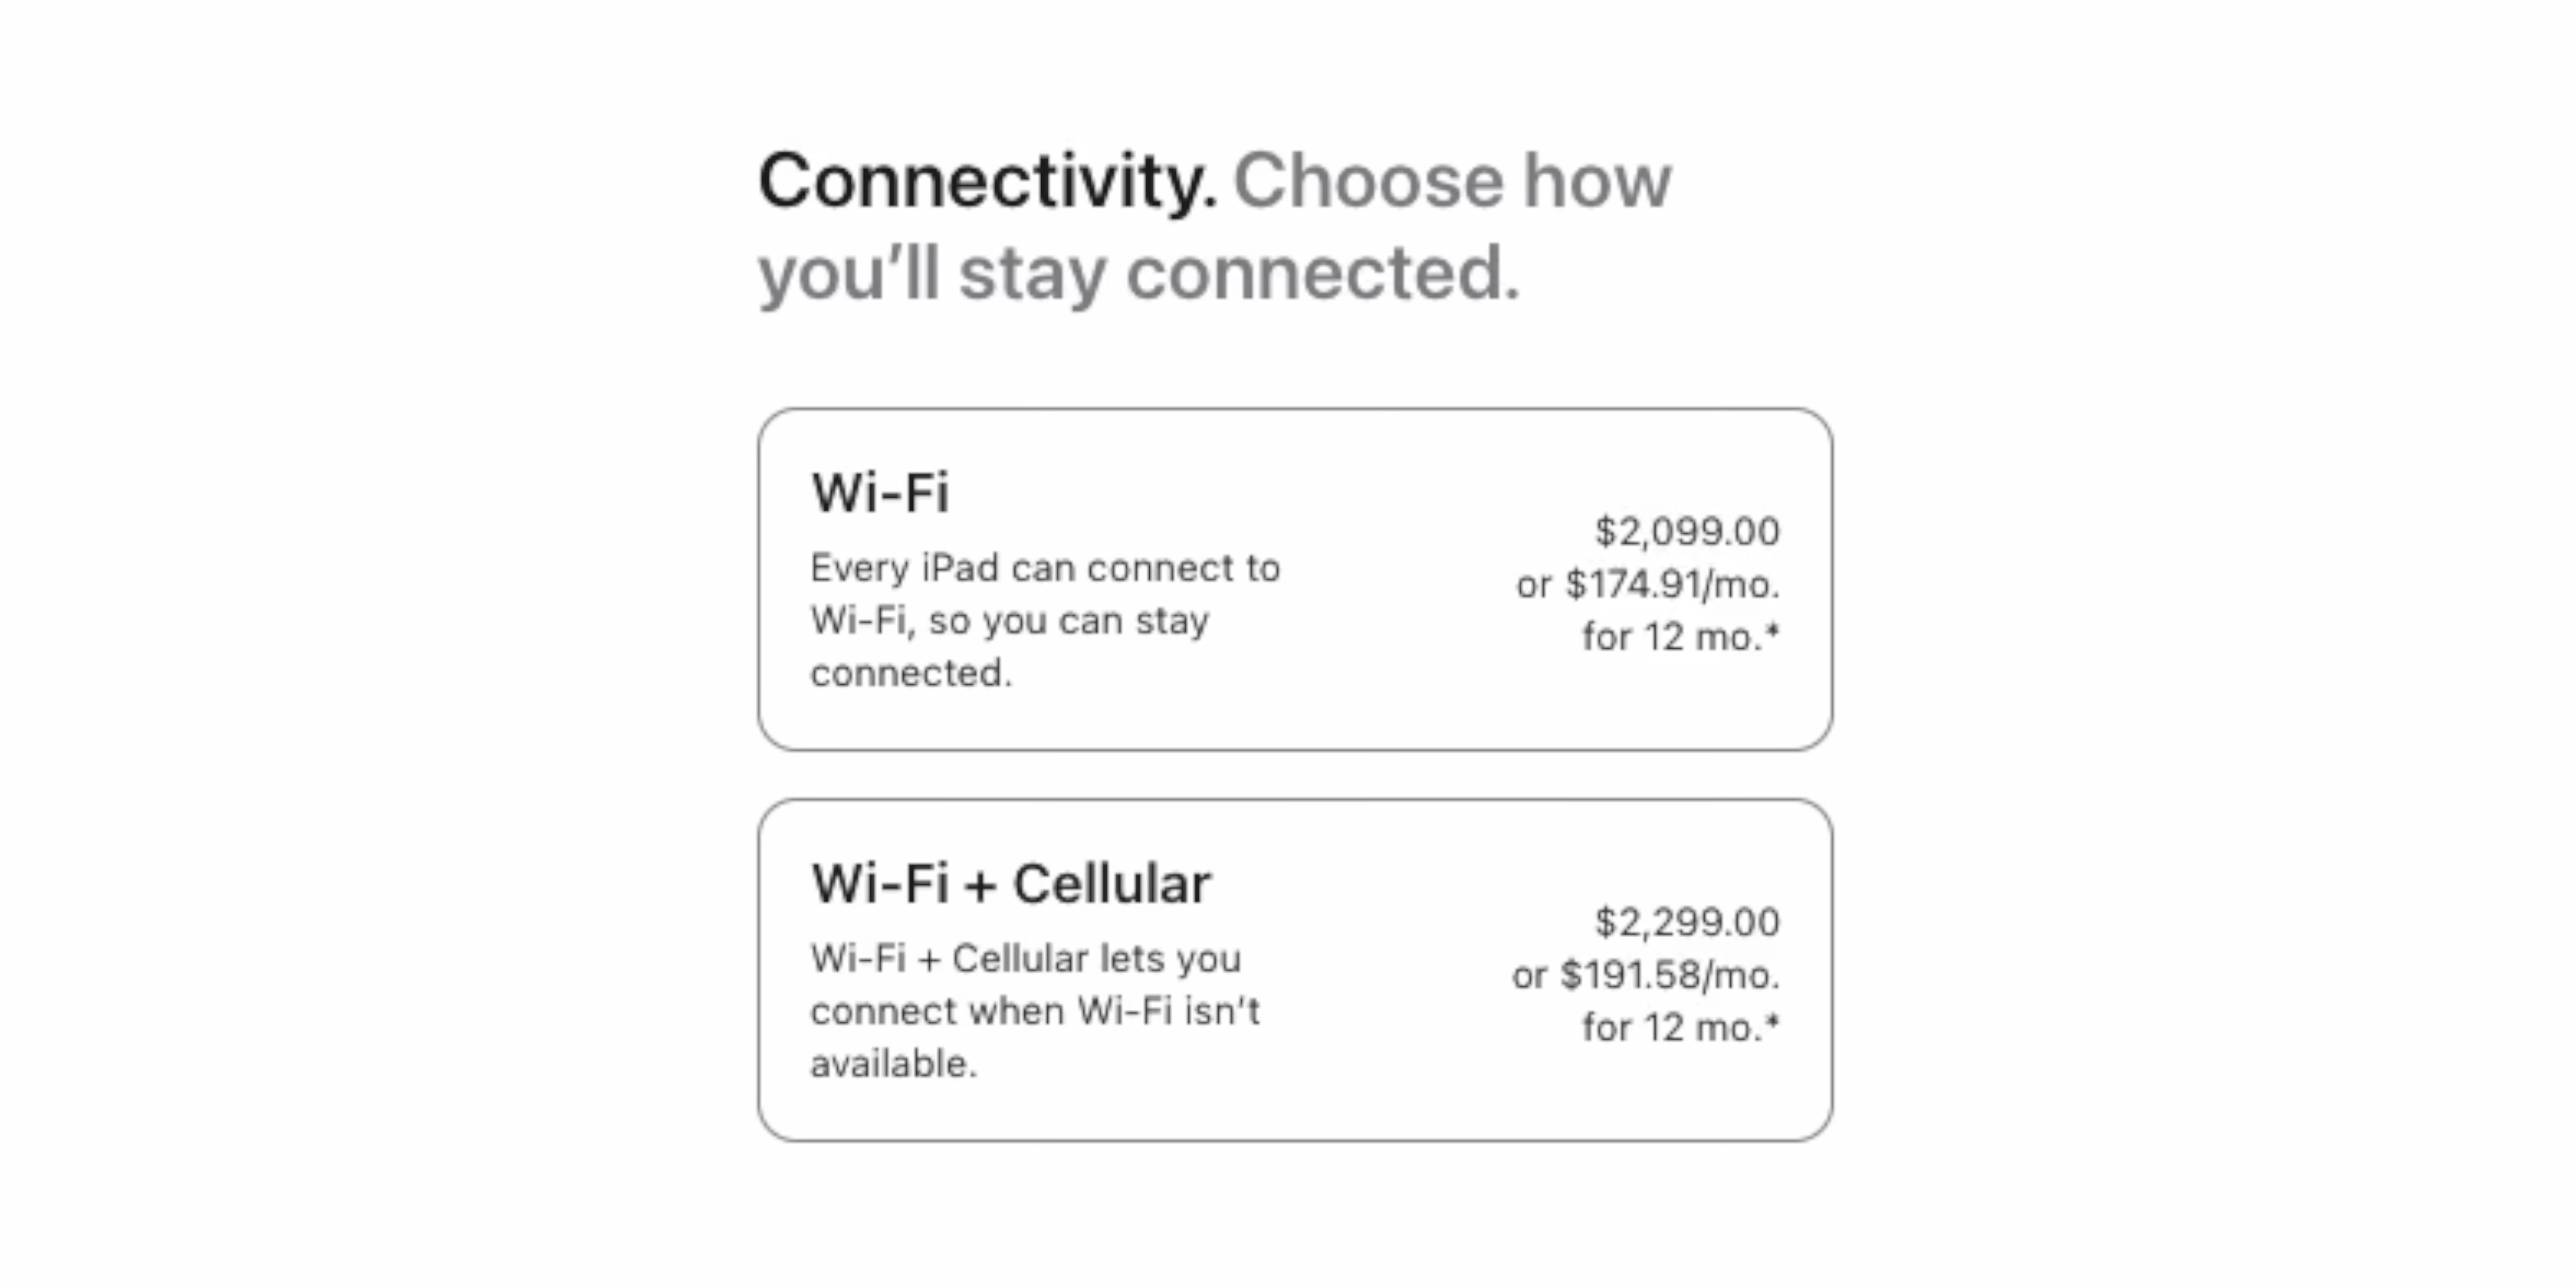 Connectivity. Choose how
you’ll stay connected.
Wi-Fi
Every iPad can connect to
Wi-Fi, so you can stay
connected.
$2,099.00
or $174.91/mo.
for 12 mo.*
Wi-Fi + Cellular
Wi-Fi + Cellular lets you
connect when Wi-Fi isn’t
available.
$2,299.00
or $191.58/mo.
for 12 mo.*